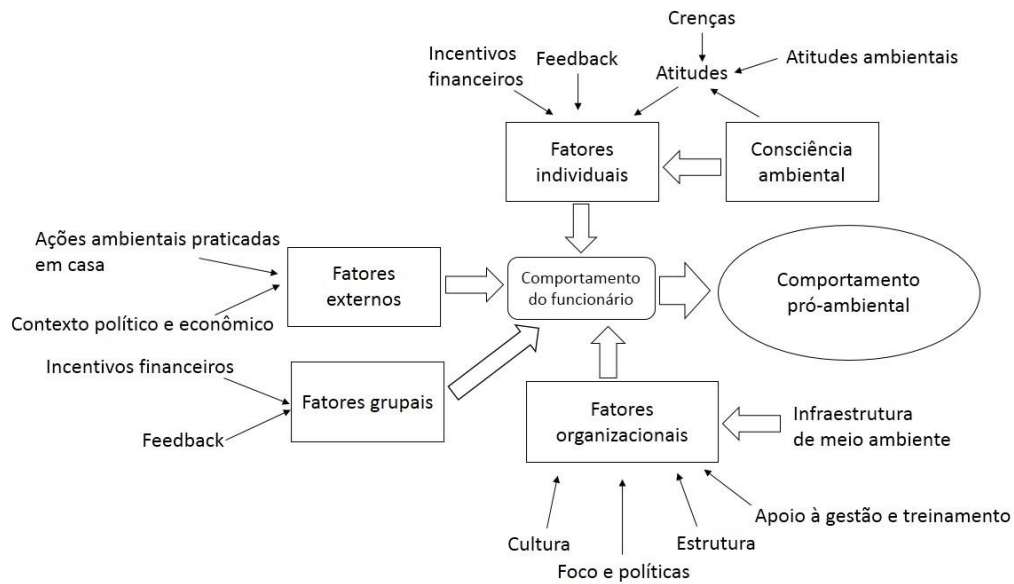 Crenças
Incentivos
financeiros
Feedback
Atitudes
Atitudes ambientais
Fatores
individuais
Consciência
ambiental
Ações ambientais praticadas
em casa
Fatores
externos
Comportamento
do funcionário
Comportamento
pró-ambiental
Contexto político e econômico
Incentivos financeiros
Fatores grupais
Feedback
Fatores
organizacionais
Infraestrutura
de meio ambiente
Apoio à gestão e treinamento
Cultura
Estrutura
Foco e políticas